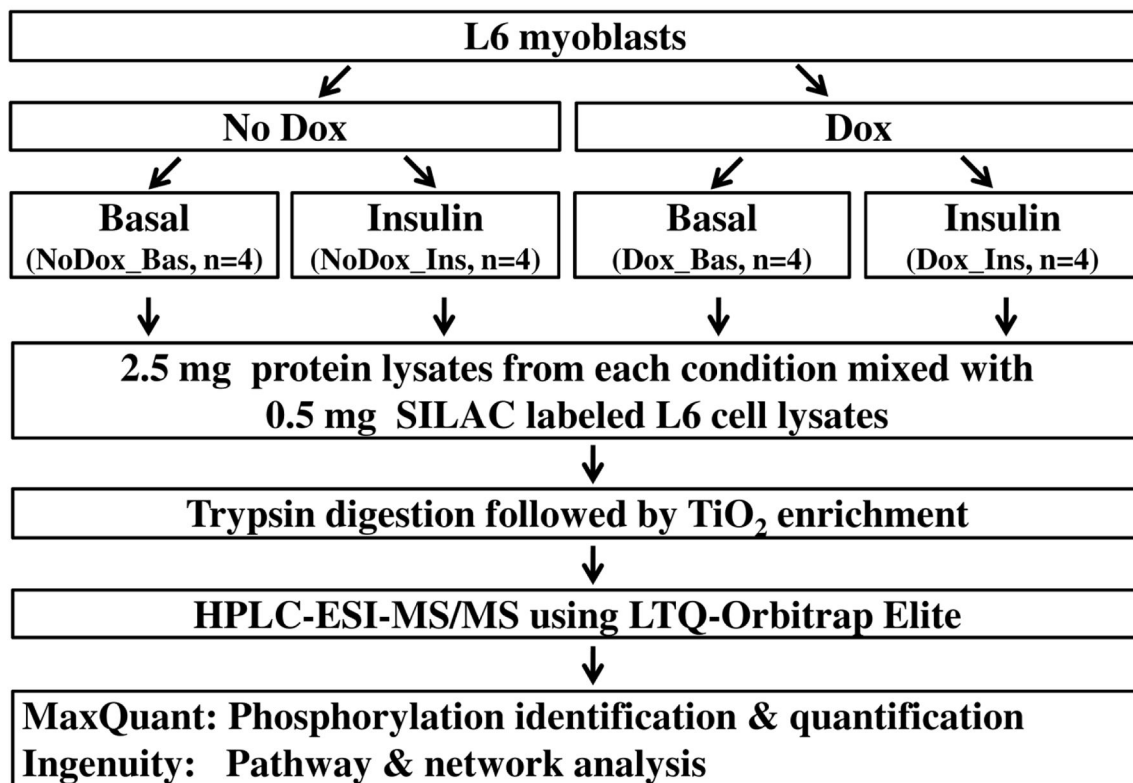 L6 myoblasts
No Dox
Dox
Basal
(NoDox_Bas, n=4)
Insulin
(NoDox_Ins, n=4)
Basal
(Dox_Bas, n=4)
Insulin
(Dox_Ins, n=4)
2.5 mg protein lysates from each condition mixed with
0.5 mg SILAC labeled L6 cell lysates
Trypsin digestion followed by TiO₂ enrichment
HPLC-ESI-MS/MS using LTQ-Orbitrap Elite
MaxQuant: Phosphorylation identification & quantification
Ingenuity: Pathway & network analysis